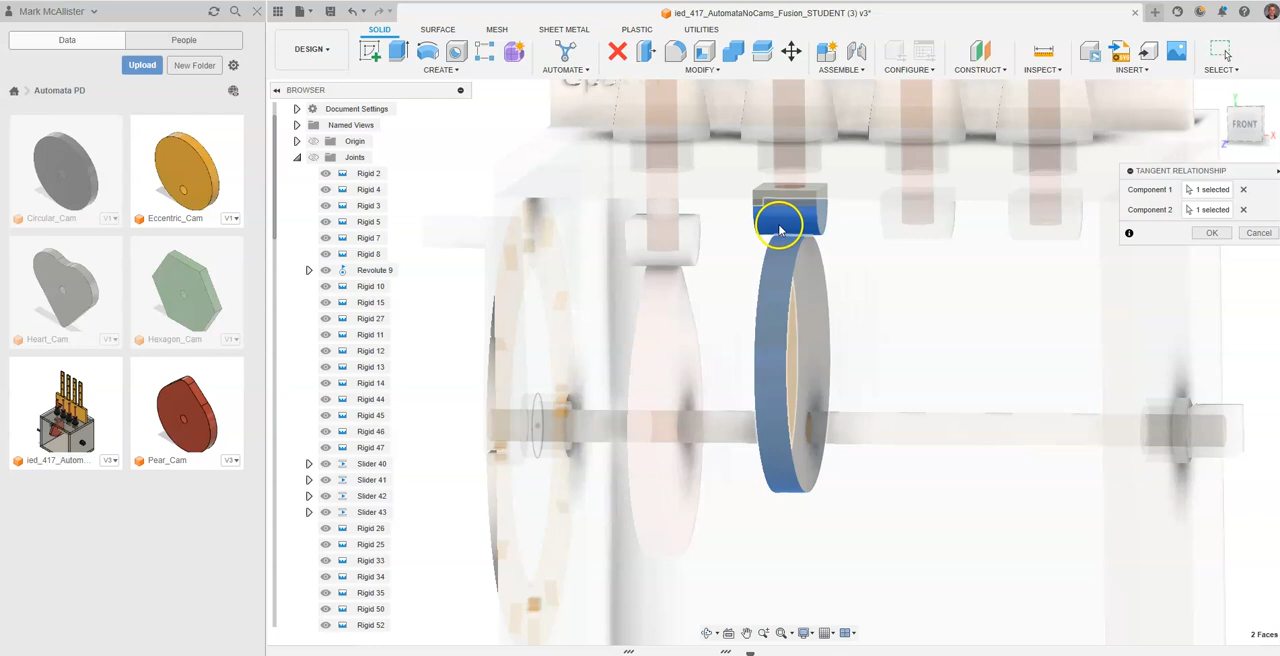 Mark McAllister
ied_417_AutomataNoCams_Fusion_STUDENT (3) v3*
Data
People
Upload
New Folder
Automata PD
Circular_Cam
V1
Eccentric_Cam
V1
Heart_Cam
V1
Hexagon_Cam
V1
ied_417_Autom...
V3
Pear_Cam
V3
DESIGN
SOLID
SURFACE
MESH
SHEET METAL
PLASTIC
UTILITIES
CREATE
AUTOMATE
MODIFY
ASSEMBLE
CONFIGURE
CONSTRUCT
INSPECT
INSERT
SELECT
BROWSER
Document Settings
Named Views
Origin
Joints
Rigid 2
Rigid 4
Rigid 3
Rigid 5
Rigid 7
Rigid 8
Revolute 9
Rigid 10
Rigid 15
Rigid 27
Rigid 11
Rigid 12
Rigid 13
Rigid 14
Rigid 44
Rigid 45
Rigid 46
Rigid 47
Slider 40
Slider 41
Slider 42
Slider 43
Rigid 26
Rigid 25
Rigid 33
Rigid 34
Rigid 35
Rigid 50
Rigid 52
Y
FRONT
X
Z
TANGENT RELATIONSHIP
Component 1
1 selected
Component 2
1 selected
OK
Cancel
2 Faces